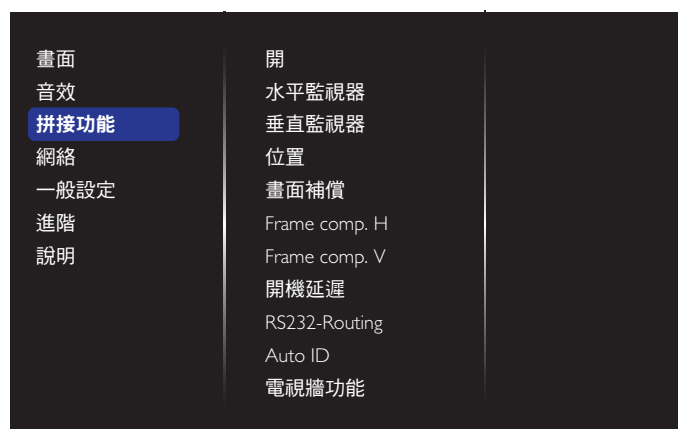 畫面
音效
拼接功能
網絡
一般設定
進階
說明
開
水平監視器
垂直監視器
位置
畫面補償
Frame comp. H
Frame comp. V
開機延遲
RS232-Routing
Auto ID
電視牆功能